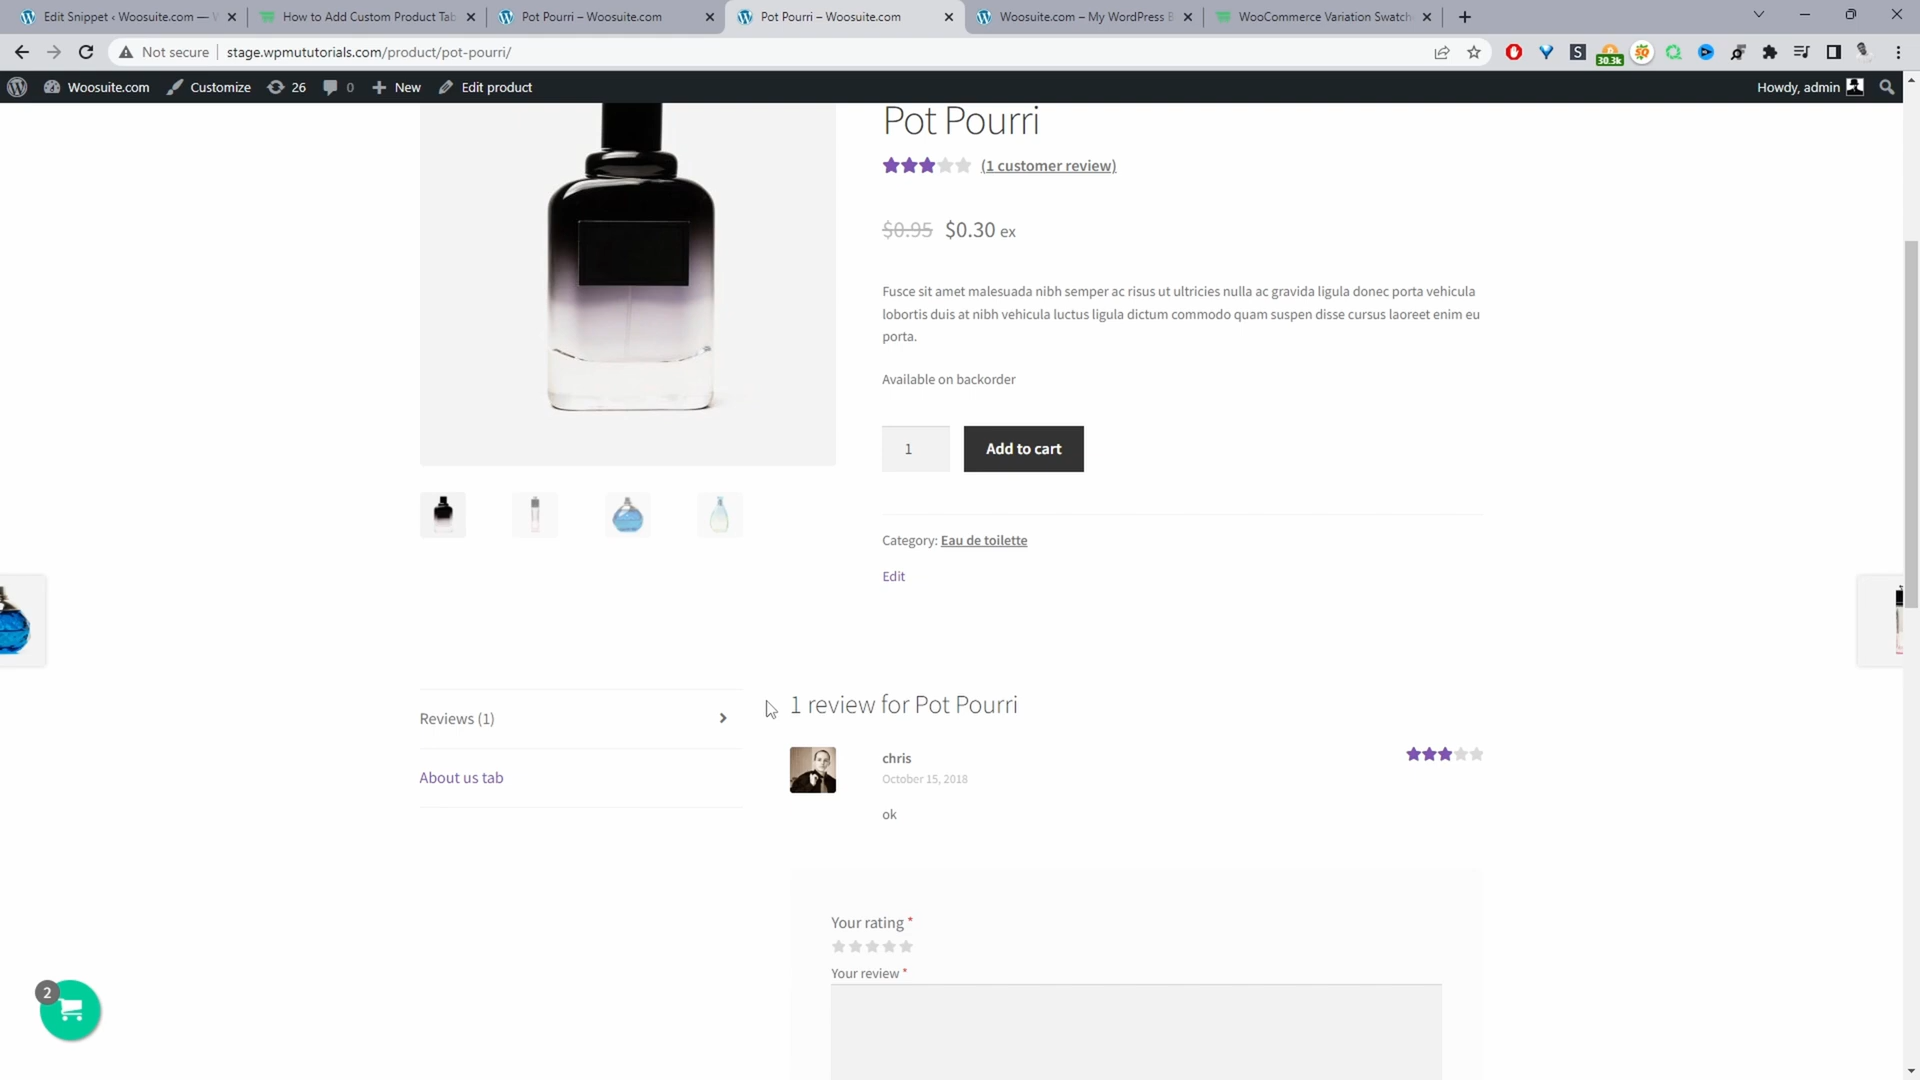 Edit Snippet ‹ Woosuite.com —
How to Add Custom Product Tab
Pot Pourri – Woosuite.com
Pot Pourri – Woosuite.com
Woosuite.com – My WordPress B
WooCommerce Variation Swatch
Not secure
stage.wpmututorials.com/product/pot-pourri/
30.3k
Woosuite.com
Customize
26
0
New
Edit product
Howdy, admin
Pot Pourri
(1 customer review)
$0.95 $0.30 ex
Fusce sit amet malesuada nibh semper ac risus ut ultricies nulla ac gravida ligula donec porta vehicula
lobortis duis at nibh vehicula luctus ligula dictum commodo quam suspen disse cursus laoreet enim eu
porta.
Available on backorder
1
Add to cart
Category: Eau de toilette
Edit
Reviews (1)
About us tab
1 review for Pot Pourri
chris
October 15, 2018
ok
Your rating *
Your review *
2